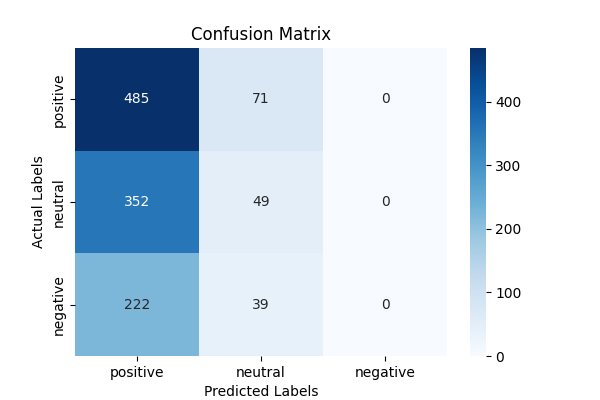 Confusion Matrix
Actual Labels
positive
485 71 0
neutral
352 49 0
negative
222 39 0
positive neutral negative
Predicted Labels
400
300
200
100
0